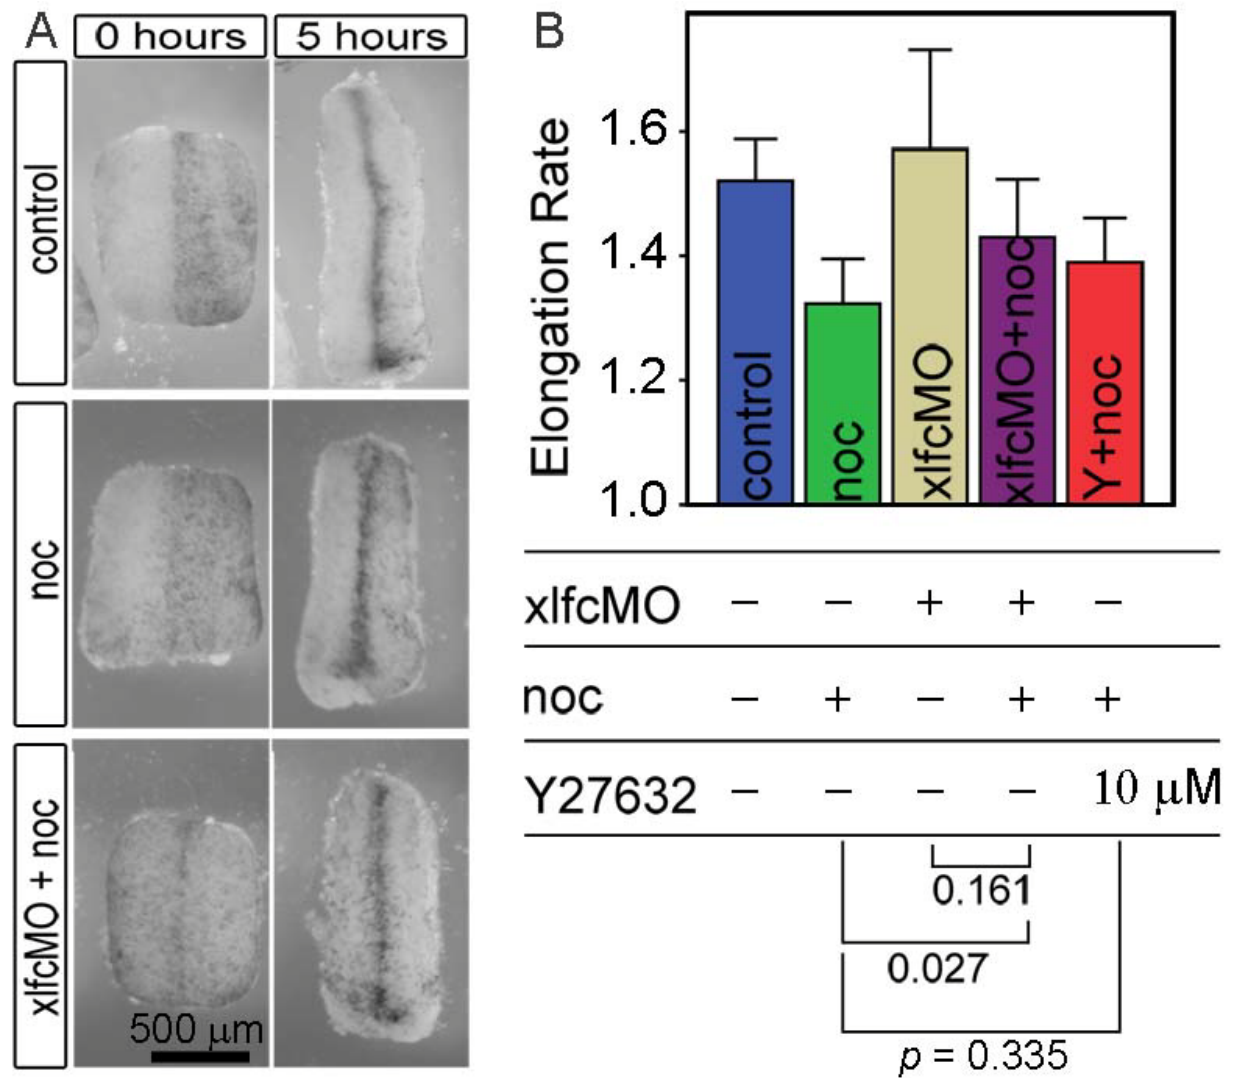 A
0 hours
5 hours
control
noc
xlfcMO + noc
500 μm
B
Elongation Rate
1.6
1.4
1.2
1.0
control
noc
xlfcMO
xlfcMO+noc
Y+noc
xlfcMO − − + + −
noc − + − + +
Y27632 − − − − 10 μM
0.161
0.027
p = 0.335